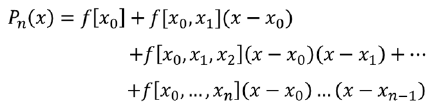 Pₙ(x) = f[x₀] + f[x₀, x₁](x − x₀)
+f[x₀, x₁, x₂](x − x₀)(x − x₁) + ⋯
+f[x₀, … , xₙ](x − x₀) … (x − xₙ₋₁)